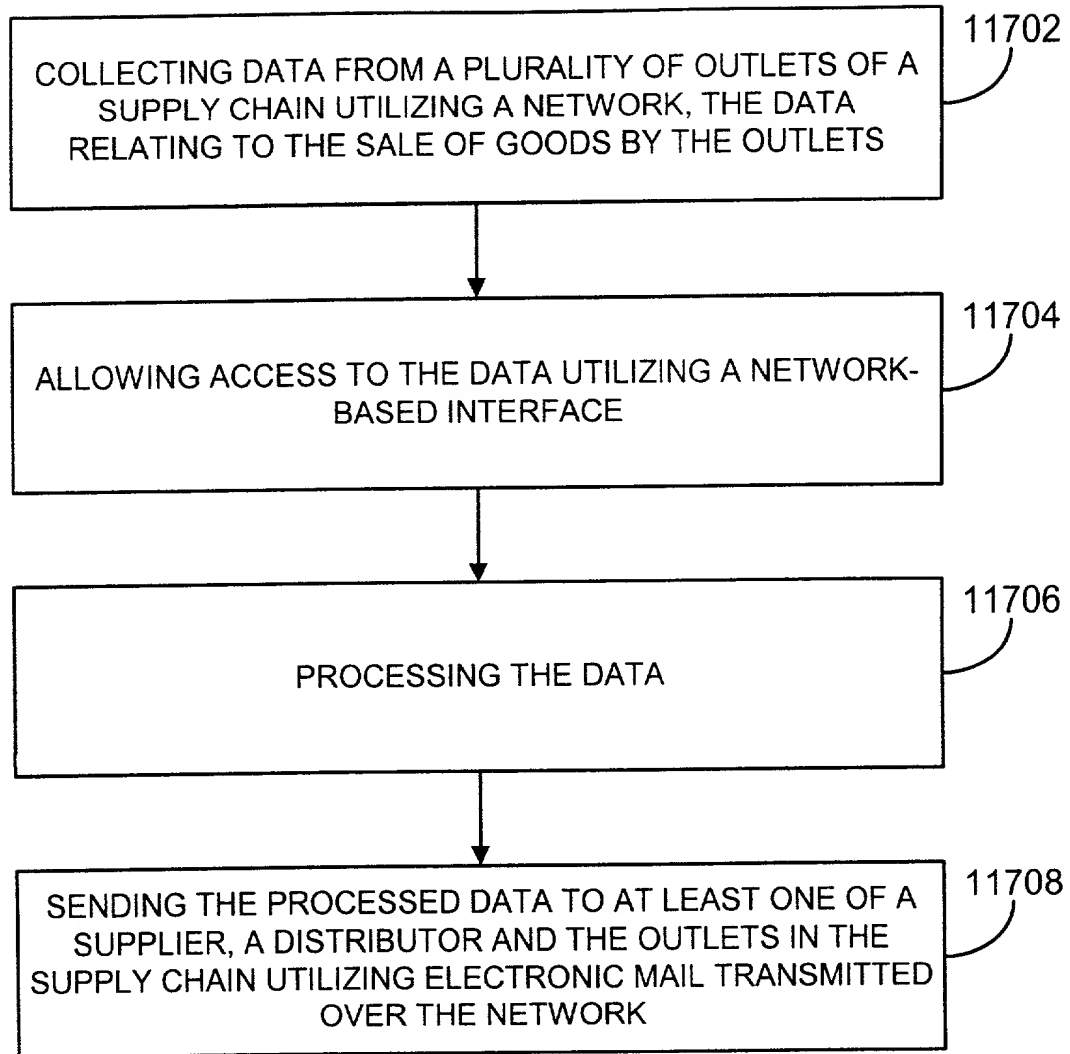 11702
COLLECTING DATA FROM A PLURALITY OF OUTLETS OF A
SUPPLY CHAIN UTILIZING A NETWORK, THE DATA
RELATING TO THE SALE OF GOODS BY THE OUTLETS
11704
ALLOWING ACCESS TO THE DATA UTILIZING A NETWORK-
BASED INTERFACE
11706
PROCESSING THE DATA
11708
SENDING THE PROCESSED DATA TO AT LEAST ONE OF A
SUPPLIER, A DISTRIBUTOR AND THE OUTLETS IN THE
SUPPLY CHAIN UTILIZING ELECTRONIC MAIL TRANSMITTED
OVER THE NETWORK